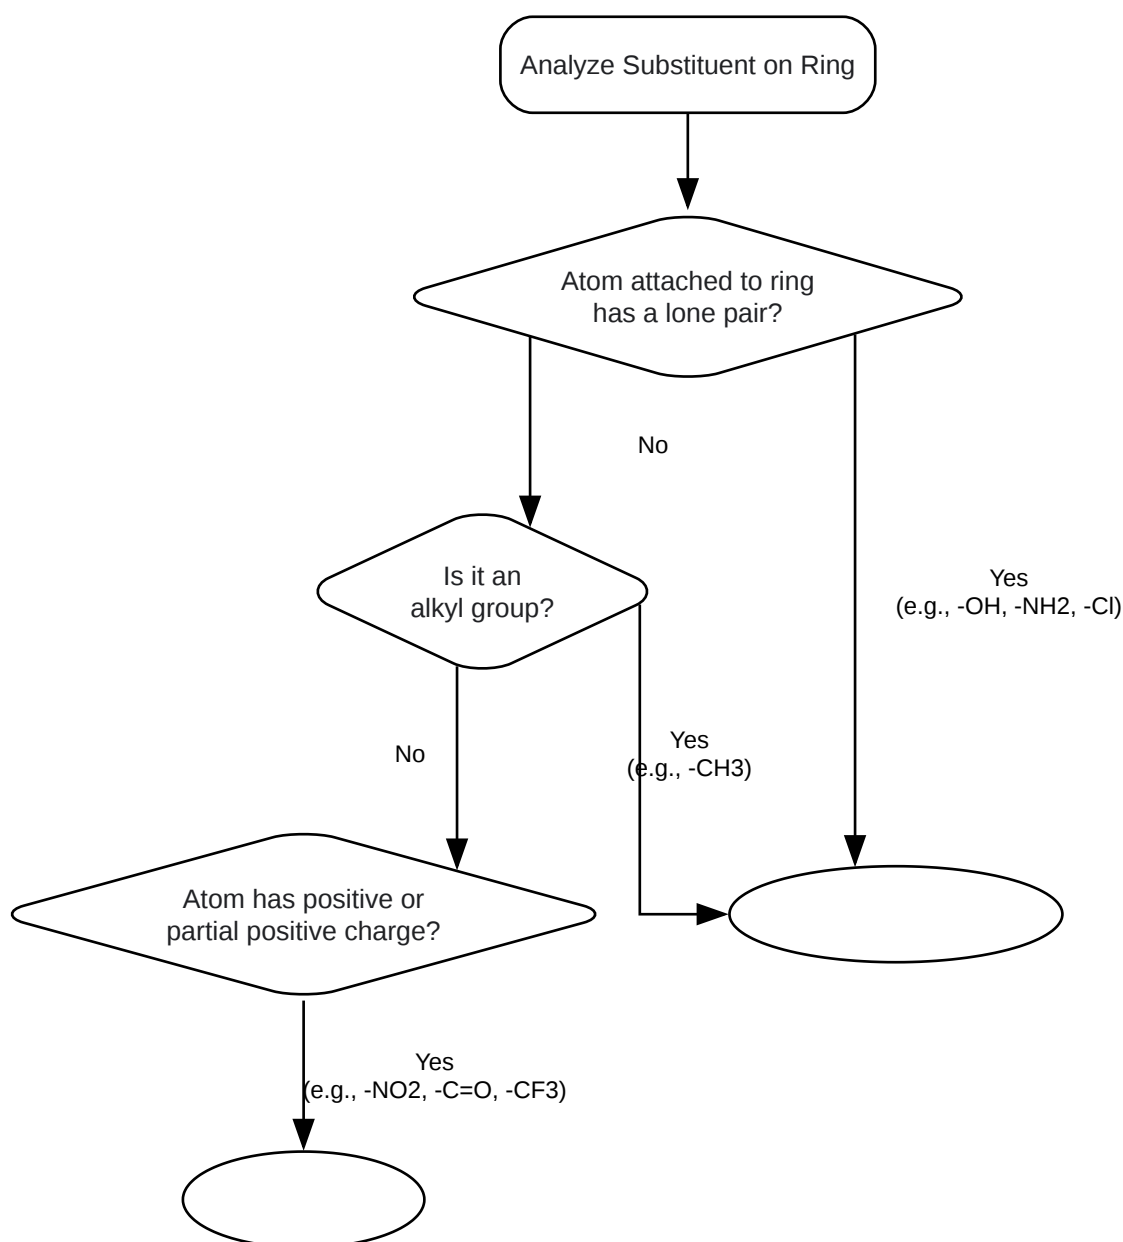 Analyze Substituent on Ring
Atom attached to ring
has a lone pair?
No
Is it an
alkyl group?
Yes
(e.g., -OH, -NH2, -Cl)
No
Yes
(e.g., -CH3)
Atom has positive or
partial positive charge?
Yes
(e.g., -NO2, -C=O, -CF3)